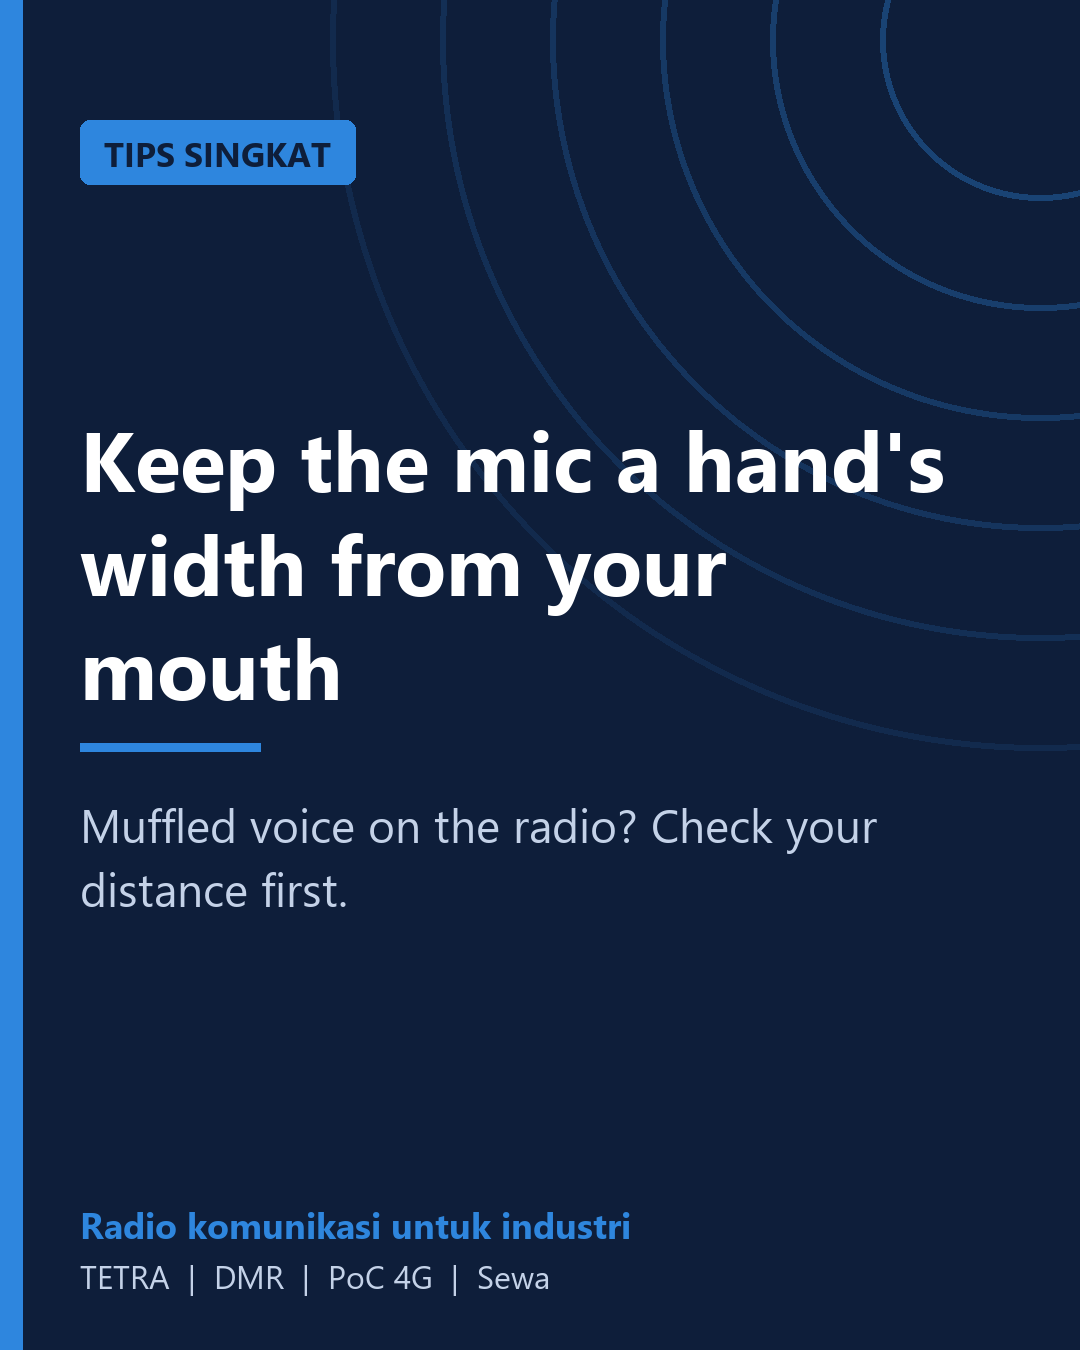 TIPS SINGKAT
Keep the mic a hand's
width from your
mouth
Muffled voice on the radio? Check your
distance first.
Radio komunikasi untuk industri
TETRA | DMR | PoC 4G | Sewa